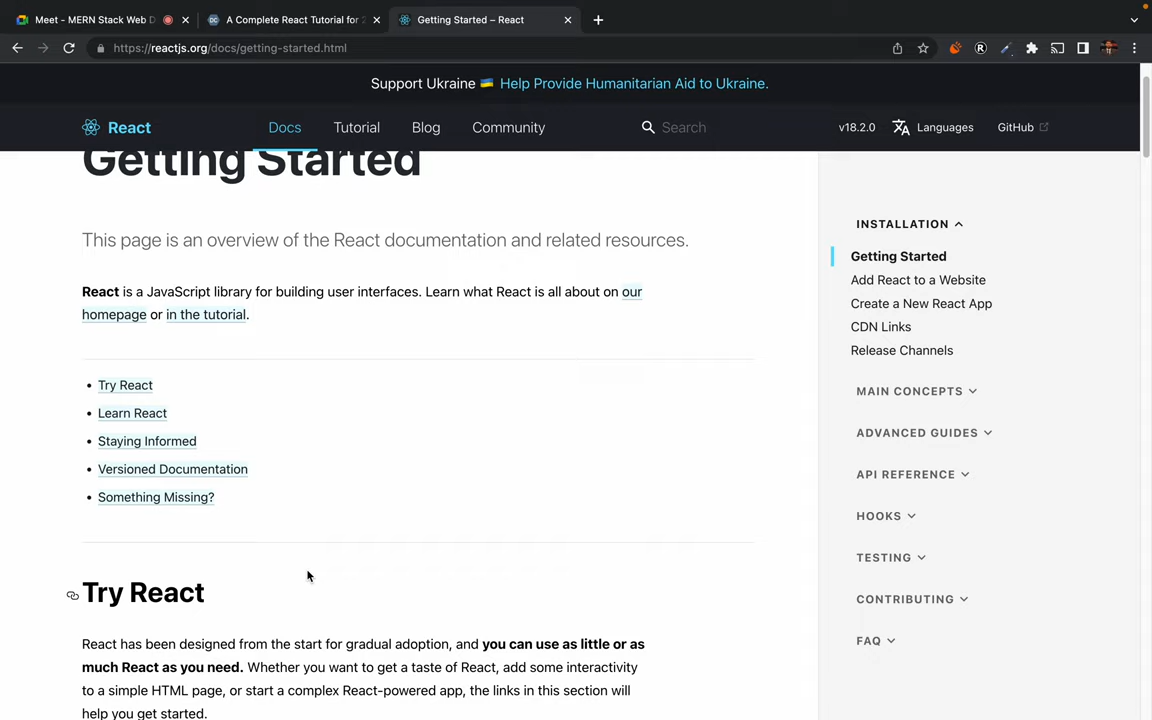 Meet - MERN Stack Web D
A Complete React Tutorial for 2
Getting Started – React
https://reactjs.org/docs/getting-started.html
Support Ukraine 🇺🇦 Help Provide Humanitarian Aid to Ukraine.
React
Docs
Tutorial
Blog
Community
Search
v18.2.0
Languages
GitHub
Getting Started
This page is an overview of the React documentation and related resources.
React is a JavaScript library for building user interfaces. Learn what React is all about on our
homepage or in the tutorial.
• Try React
• Learn React
• Staying Informed
• Versioned Documentation
• Something Missing?
Try React
React has been designed from the start for gradual adoption, and you can use as little or as
much React as you need. Whether you want to get a taste of React, add some interactivity
to a simple HTML page, or start a complex React-powered app, the links in this section will
help you get started.
INSTALLATION
Getting Started
Add React to a Website
Create a New React App
CDN Links
Release Channels
MAIN CONCEPTS
ADVANCED GUIDES
API REFERENCE
HOOKS
TESTING
CONTRIBUTING
FAQ